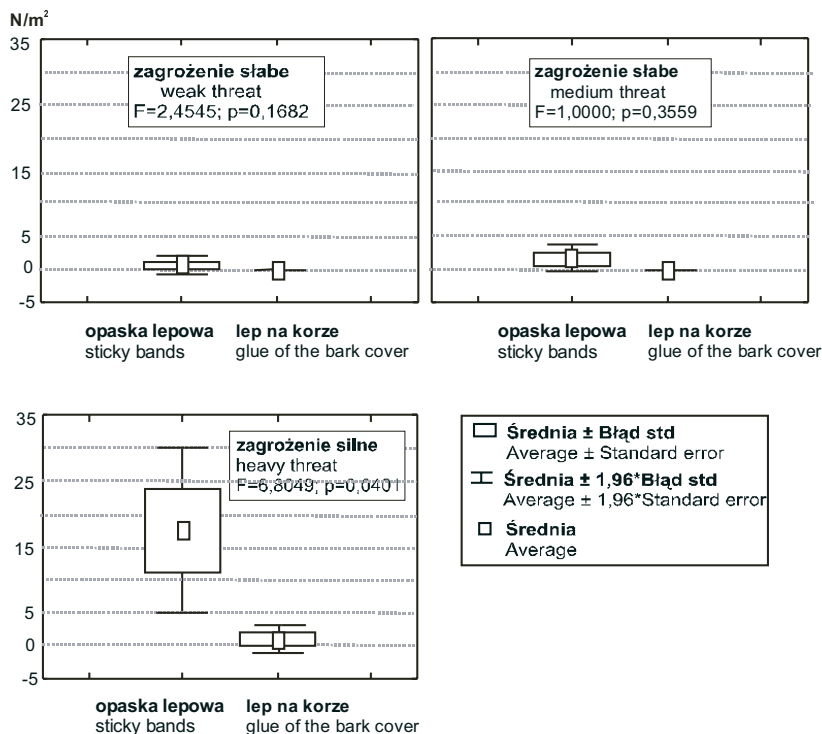 N/m²
35
25
15
5
0
-5
zagrożenie słabe
weak threat
F=2,4545; p=0,1682
opaska lepowa
sticky bands
lep na korze
glue of the bark cover
zagrożenie słabe
medium threat
F=1,0000; p=0,3559
opaska lepowa
sticky bands
lep na korze
glue of the bark cover
35
25
15
5
0
-5
zagrożenie silne
heavy threat
F=6,8049; p=0,0401
opaska lepowa
sticky bands
lep na korze
glue of the bark cover
Średnia ± Błąd std
Average ± Standard error
Średnia ± 1,96*Błąd std
Average ± 1,96*Standard error
Średnia
Average